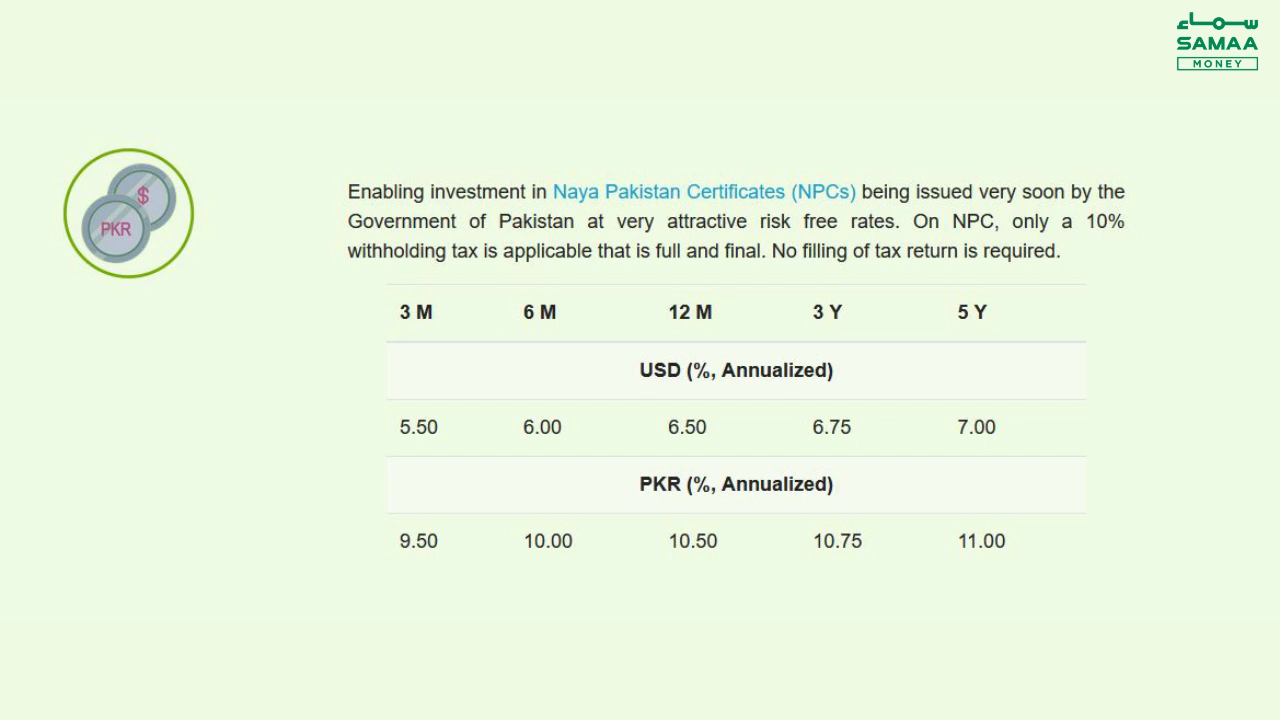 سماء
SAMAA
MONEY
$
PKR
Enabling investment in Naya Pakistan Certificates (NPCs) being issued very soon by the
Government of Pakistan at very attractive risk free rates. On NPC, only a 10%
withholding tax is applicable that is full and final. No filling of tax return is required.
3 M 6 M 12 M 3 Y 5 Y
USD (%, Annualized)
5.50 6.00 6.50 6.75 7.00
PKR (%, Annualized)
9.50 10.00 10.50 10.75 11.00